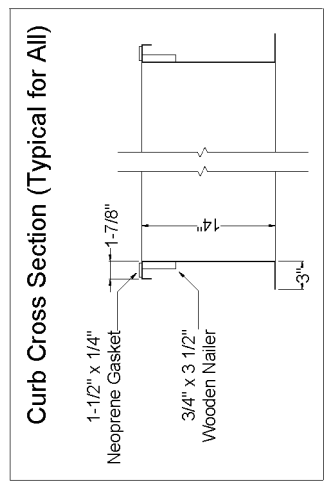 Curb Cross Section (Typical for All)
1-1/2" x 1/4"
Neoprene Gasket
1-7/8"
3/4" x 3 1/2"
Wooden Nailer
14"
3"